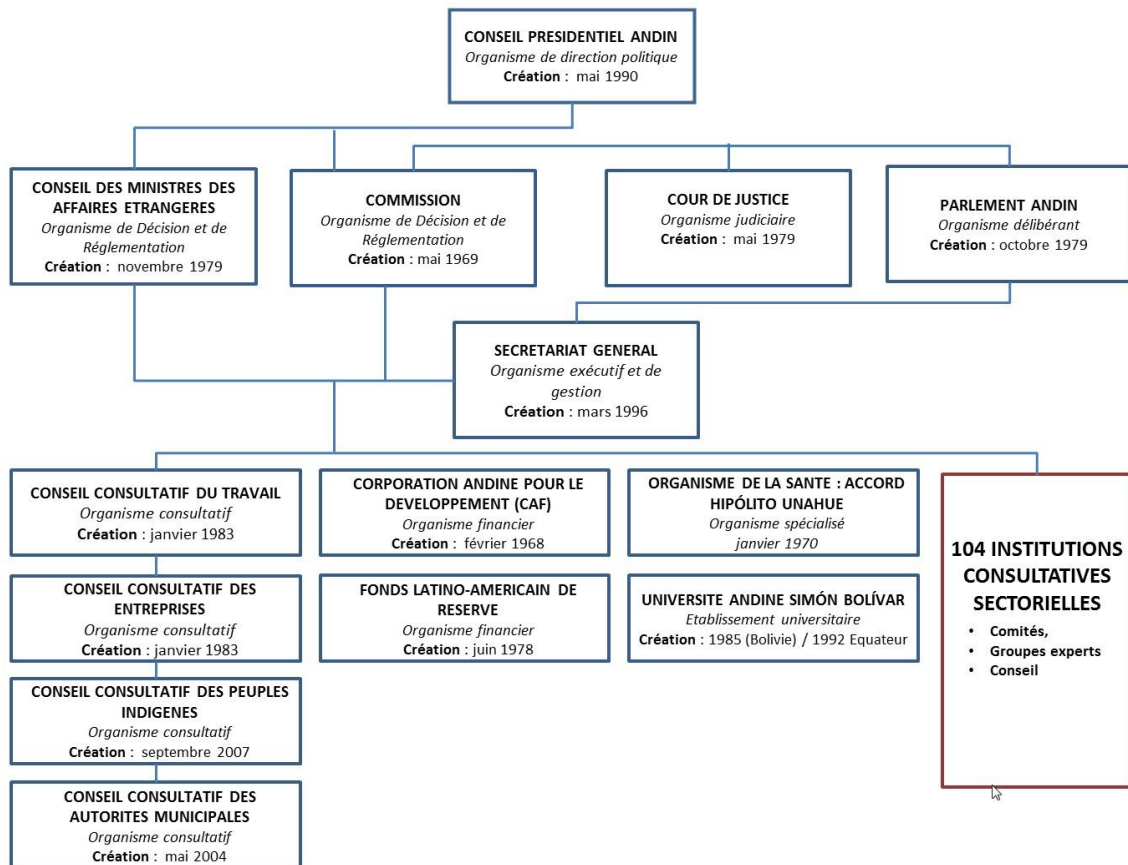 CONSEIL PRESIDENTIEL ANDIN
Organisme de direction politique
Création : mai 1990
CONSEIL DES MINISTRES DES
AFFAIRES ETRANGERES
Organisme de Décision et de
Réglementation
Création : novembre 1979
COMMISSION
Organisme de Décision et de
Réglementation
Création : mai 1969
COUR DE JUSTICE
Organisme judiciaire
Création : mai 1979
PARLEMENT ANDIN
Organisme délibérant
Création : octobre 1979
SECRETARIAT GENERAL
Organisme exécutif et de
gestion
Création : mars 1996
CONSEIL CONSULTATIF DU TRAVAIL
Organisme consultatif
Création : janvier 1983
CORPORATION ANDINE POUR LE
DEVELOPPEMENT (CAF)
Organisme financier
Création : février 1968
ORGANISME DE LA SANTE : ACCORD
HIPÓLITO UNAHUE
Organisme spécialisé
janvier 1970
104 INSTITUTIONS
CONSULTATIVES
SECTORIELLES
• Comités,
• Groupes experts
• Conseil
CONSEIL CONSULTATIF DES
ENTREPRISES
Organisme consultatif
Création : janvier 1983
FONDS LATINO-AMERICAIN DE
RESERVE
Organisme financier
Création : juin 1978
UNIVERSITE ANDINE SIMÓN BOLÍVAR
Etablissement universitaire
Création : 1985 (Bolivie) / 1992 Equateur
CONSEIL CONSULTATIF DES PEUPLES
INDIGENES
Organisme consultatif
Création : septembre 2007
CONSEIL CONSULTATIF DES
AUTORITES MUNICIPALES
Organisme consultatif
Création : mai 2004